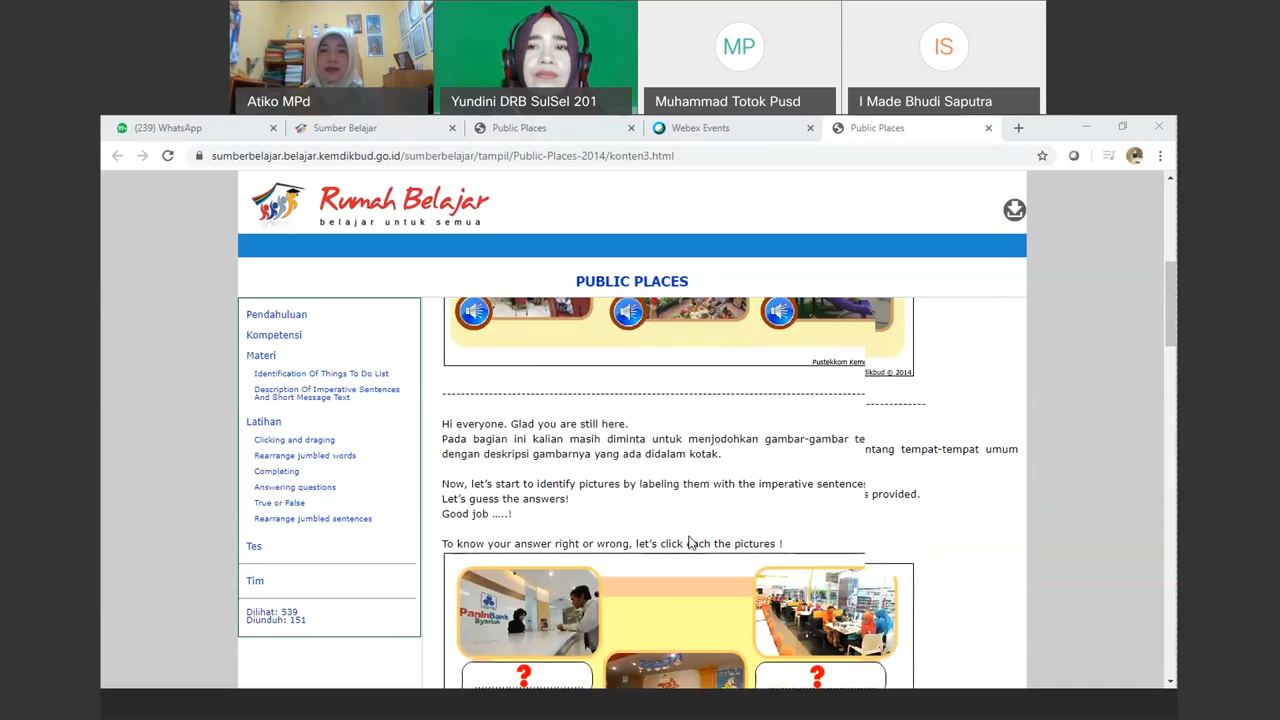 MP
IS
Atiko MPd
Yundini DRB SulSel 201
Muhammad Totok Pusd
I Made Bhudi Saputra
99+
(239) WhatsApp
Sumber Belajar
Public Places
Webex Events
Public Places
sumberbelajar.belajar.kemdikbud.go.id/sumberbelajar/tampil/Public-Places-2014/konten3.html
Rumah Belajar
belajar untuk semua
PUBLIC PLACES
Pendahuluan
Kompetensi
Materi
Identification Of Things To Do List
Description Of Imperative Sentences
And Short Message Text
Latihan
Clicking and draging
Rearrange jumbled words
Completing
Answering questions
True or False
Rearrange jumbled sentences
Tes
Tim
Dilihat: 539
Diunduh: 151
Pustekkom Kem
dikbud © 2014
Hi everyone. Glad you are still here.
Pada bagian ini kalian masih diminta untuk menjodohkan gambar-gambar te
ntang tempat-tempat umum
dengan deskripsi gambarnya yang ada didalam kotak.
Now, let's start to identify pictures by labeling them with the imperative sentences
s provided.
Let's guess the answers!
Good job .....!
To know your answer right or wrong, let's click each the pictures !
PaninBank
Syariah
?
?